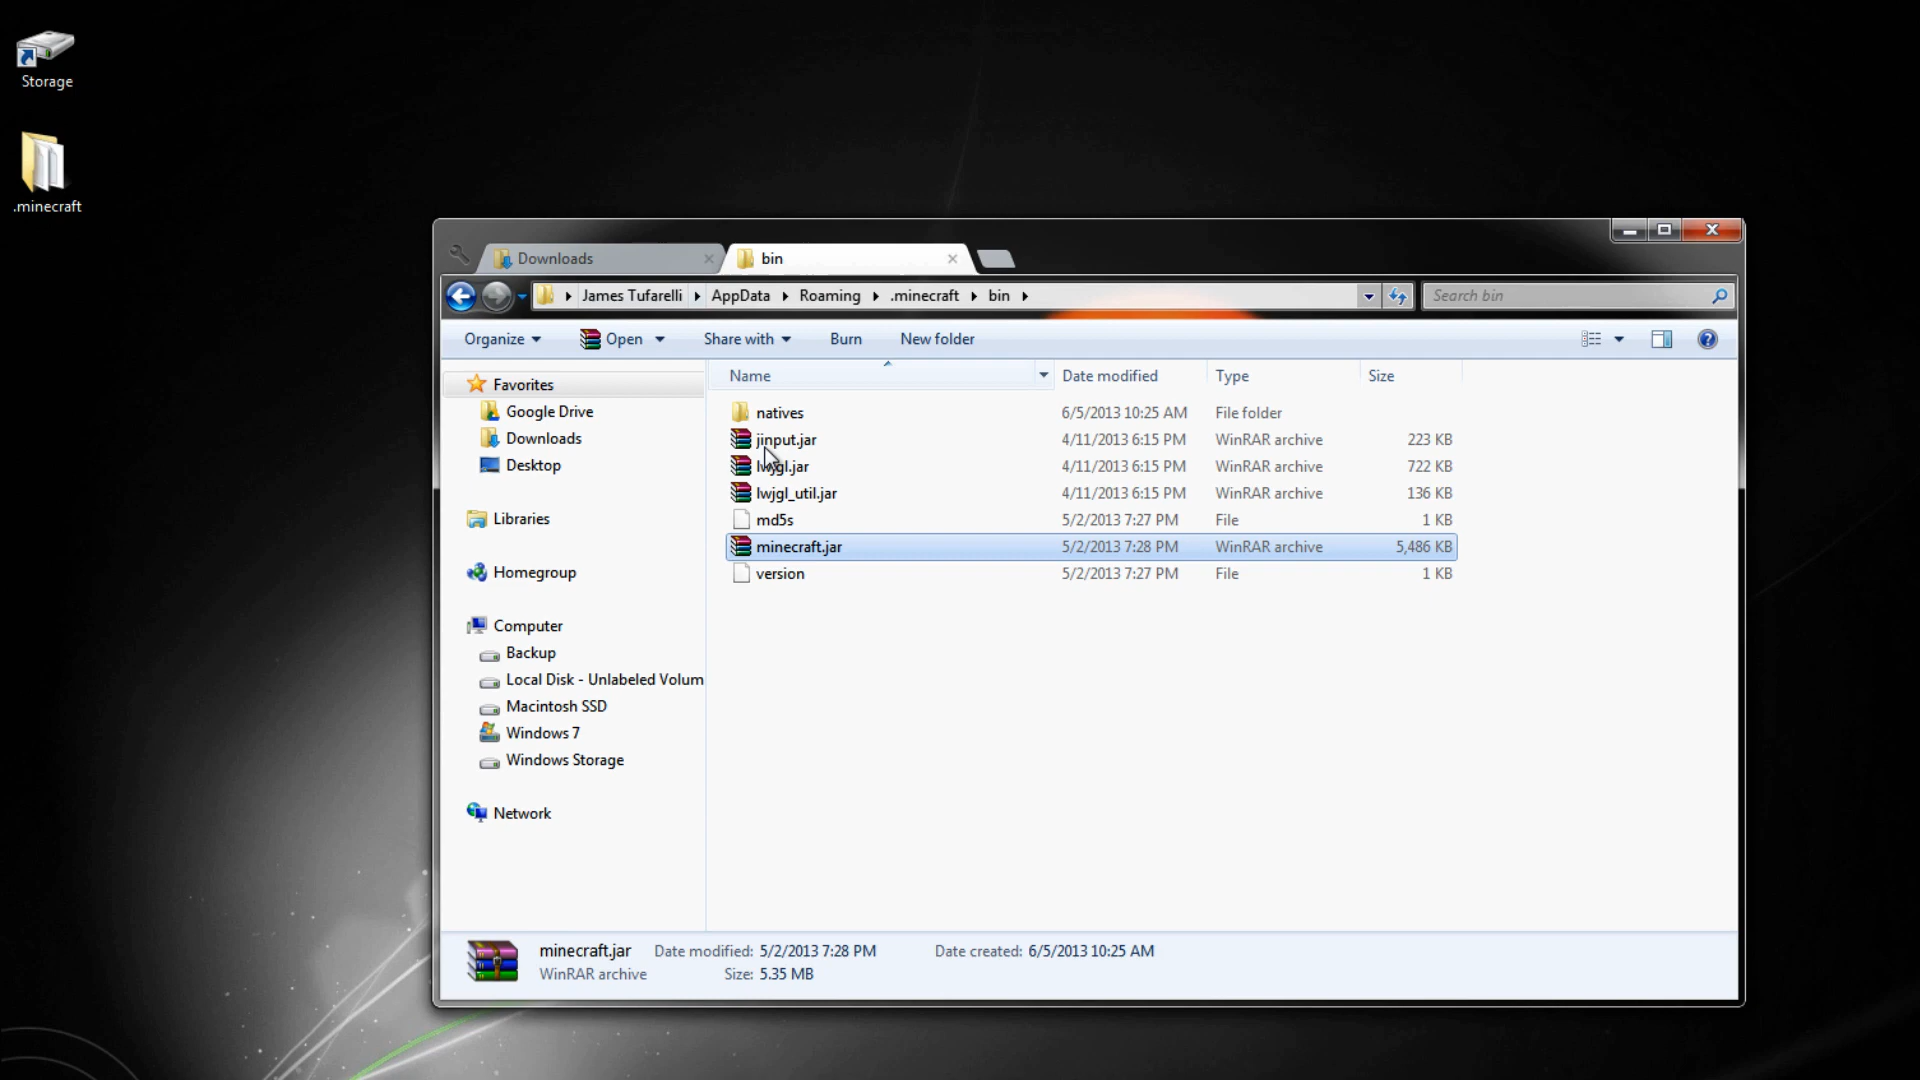 Storage
.minecraft
Downloads
bin
James Tufarelli
AppData
Roaming
.minecraft
bin
Search bin
Organize
Open
Share with
Burn
New folder
Name
Date modified
Type
Size
Favorites
Google Drive
Downloads
Desktop
Libraries
Homegroup
Computer
Backup
Local Disk - Unlabeled Volum
Macintosh SSD
Windows 7
Windows Storage
Network
natives 6/5/2013 10:25 AM File folder
jinput.jar 4/11/2013 6:15 PM WinRAR archive 223 KB
lwjgl.jar 4/11/2013 6:15 PM WinRAR archive 722 KB
lwjgl_util.jar 4/11/2013 6:15 PM WinRAR archive 136 KB
md5s 5/2/2013 7:27 PM File 1 KB
minecraft.jar 5/2/2013 7:28 PM WinRAR archive 5,486 KB
version 5/2/2013 7:27 PM File 1 KB
minecraft.jar Date modified: 5/2/2013 7:28 PM Date created: 6/5/2013 10:25 AM
WinRAR archive Size: 5.35 MB